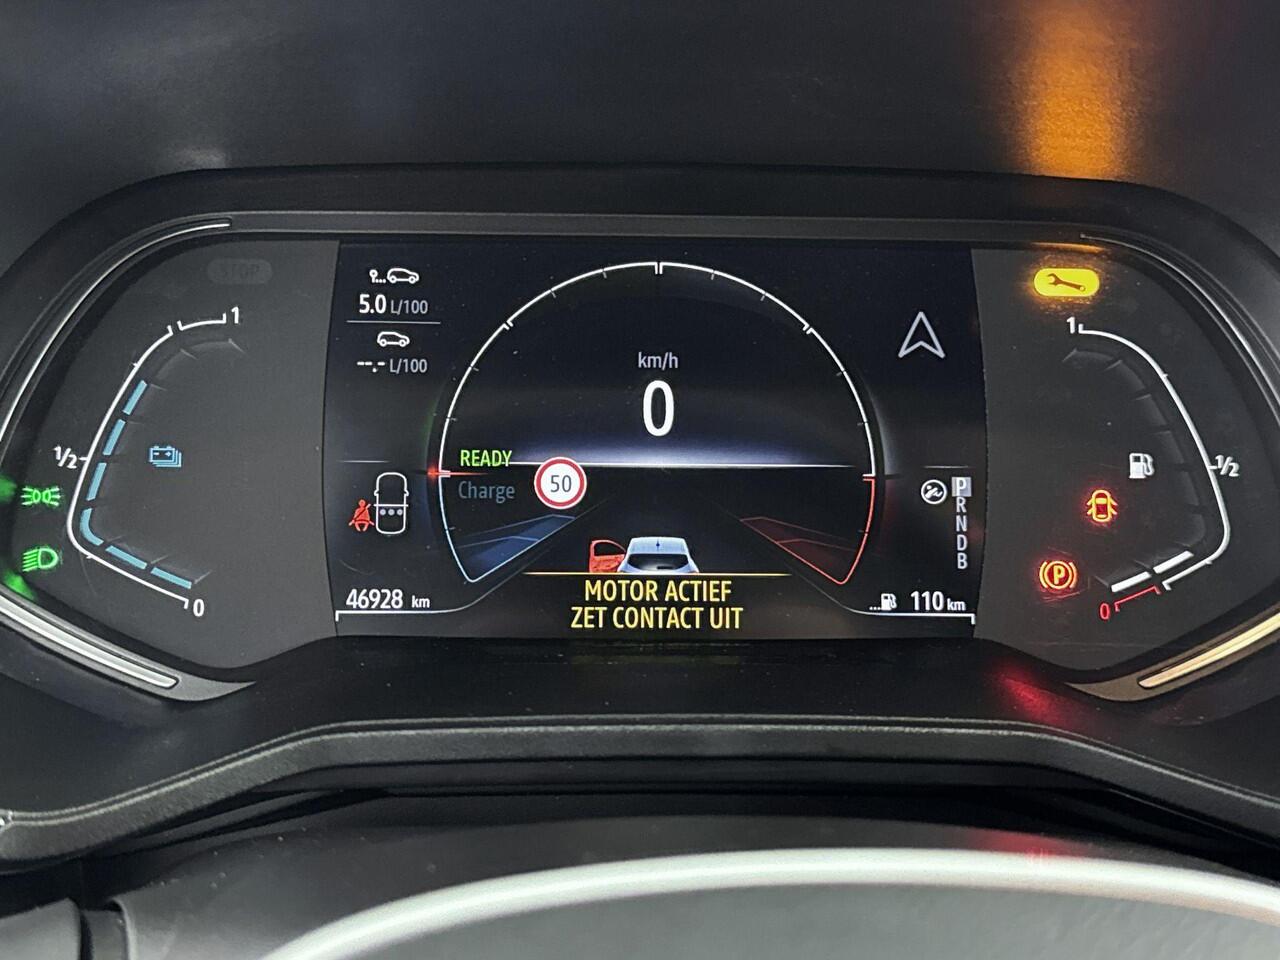 STOP
1
1/2
0
5.0 L/100
--.- L/100
km/h
0
READY
Charge
50
P
R
N
D
B
46928 km
110 km
MOTOR ACTIEF
ZET CONTACT UIT
1
1/2
P
0